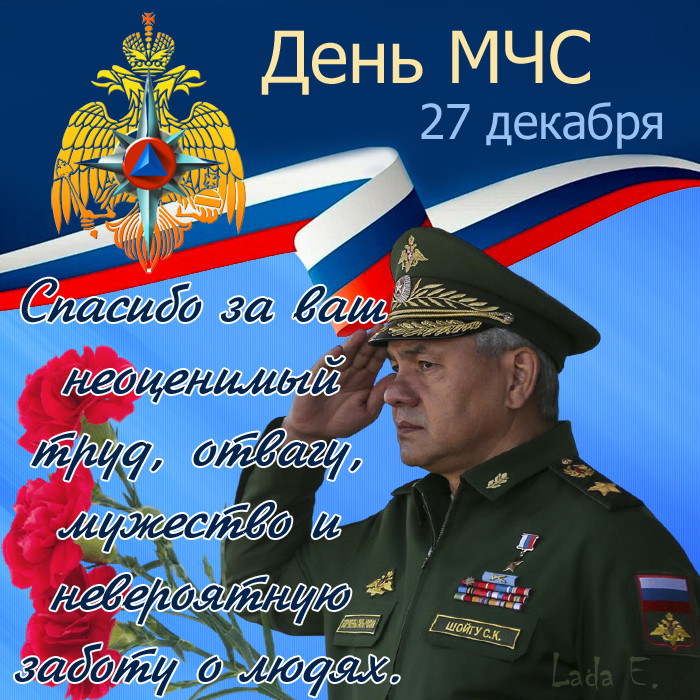 День МЧС
27 декабря
Спасибо за ваш
неоценимый
труд, отвагу,
мужество и
невероятную
заботу о людях.
ШОЙГУ С.К.
Lada E.